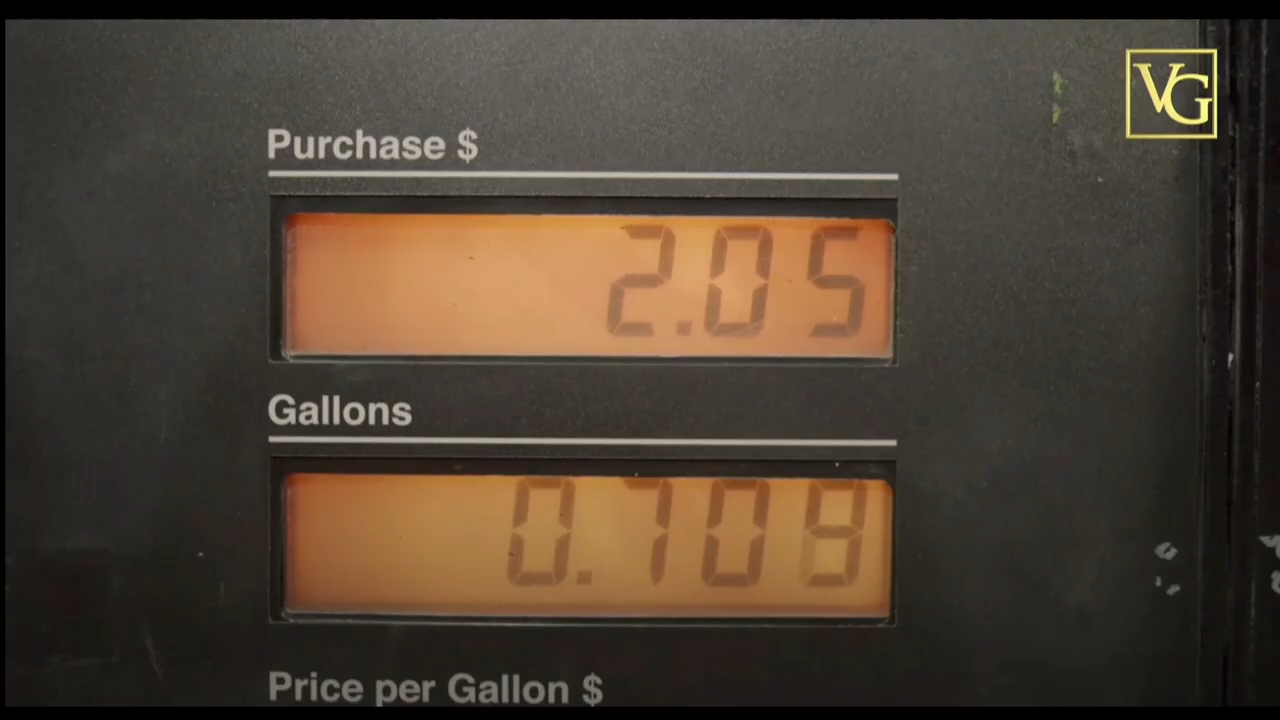 VG
Purchase $
2.05
Gallons
0.709
Price per Gallon $